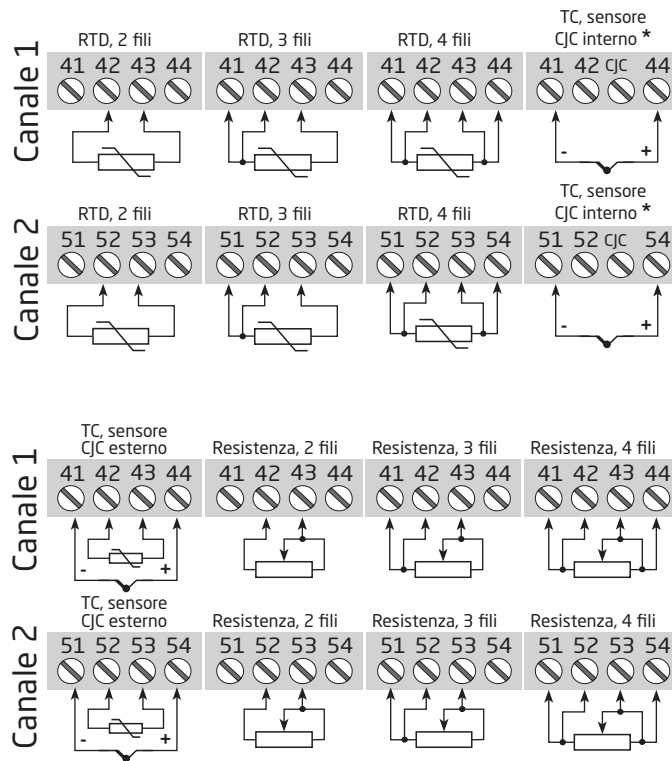 Canale 1
RTD, 2 fili
41 42 43 44
RTD, 3 fili
41 42 43 44
RTD, 4 fili
41 42 43 44
TC, sensore
CJC interno *
41 42 CJC 44
- +
Canale 2
RTD, 2 fili
51 52 53 54
RTD, 3 fili
51 52 53 54
RTD, 4 fili
51 52 53 54
TC, sensore
CJC interno *
51 52 CJC 54
- +
Canale 1
TC, sensore
CJC esterno
41 42 43 44
- +
Resistenza, 2 fili
41 42 43 44
Resistenza, 3 fili
41 42 43 44
Resistenza, 4 fili
41 42 43 44
Canale 2
TC, sensore
CJC esterno
51 52 53 54
- +
Resistenza, 2 fili
51 52 53 54
Resistenza, 3 fili
51 52 53 54
Resistenza, 4 fili
51 52 53 54